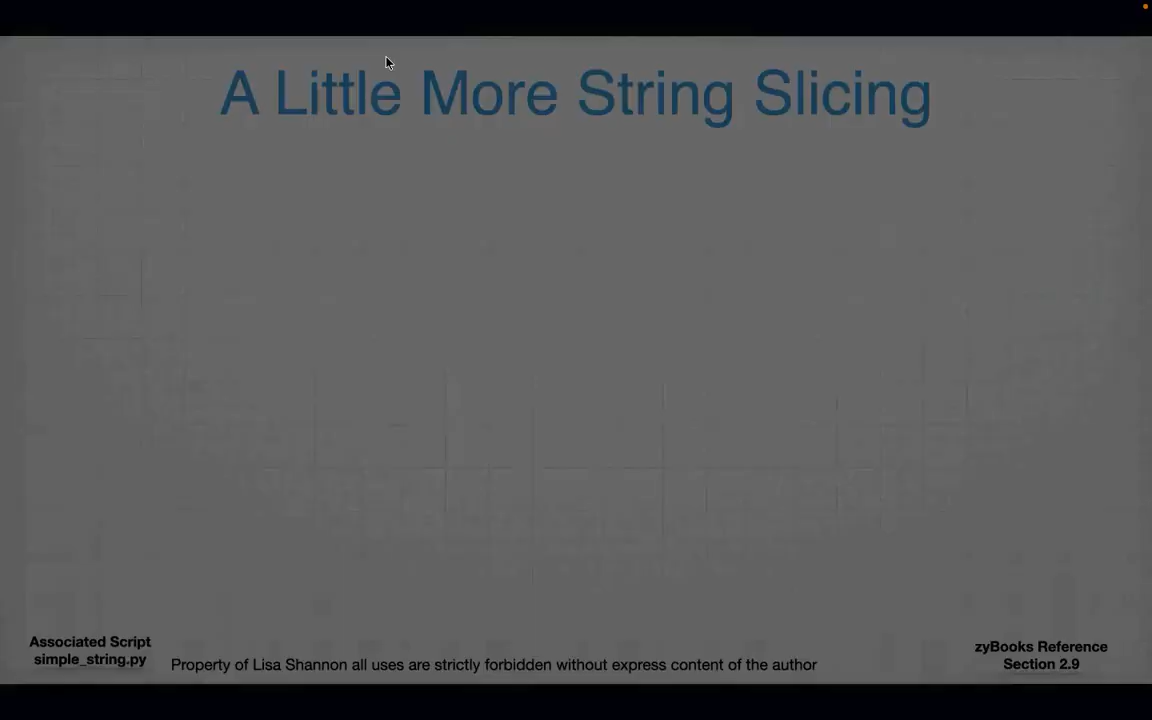 A Little More String Slicing
Associated Script
simple_string.py
Property of Lisa Shannon all uses are strictly forbidden without express content of the author
zyBooks Reference
Section 2.9